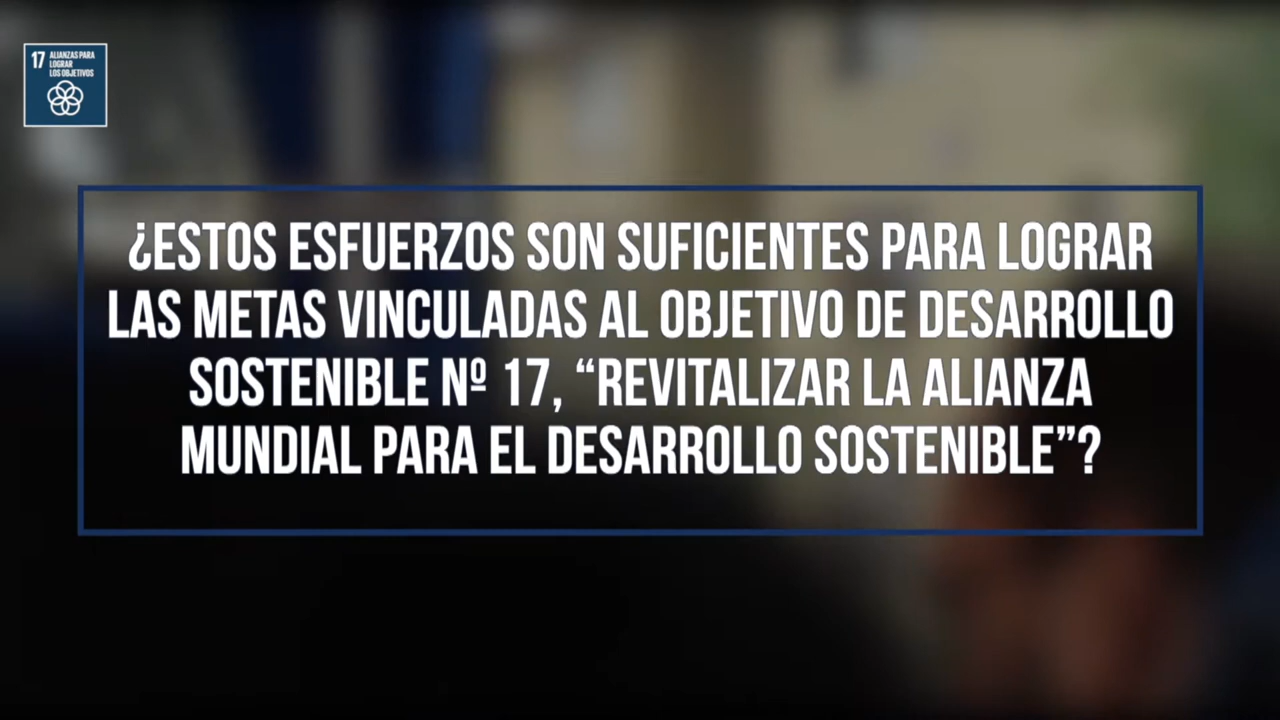 17 ALIANZAS PARA
LOGRAR
LOS OBJETIVOS
¿ESTOS ESFUERZOS SON SUFICIENTES PARA LOGRAR
LAS METAS VINCULADAS AL OBJETIVO DE DESARROLLO
SOSTENIBLE Nº 17, “REVITALIZAR LA ALIANZA
MUNDIAL PARA EL DESARROLLO SOSTENIBLE”?